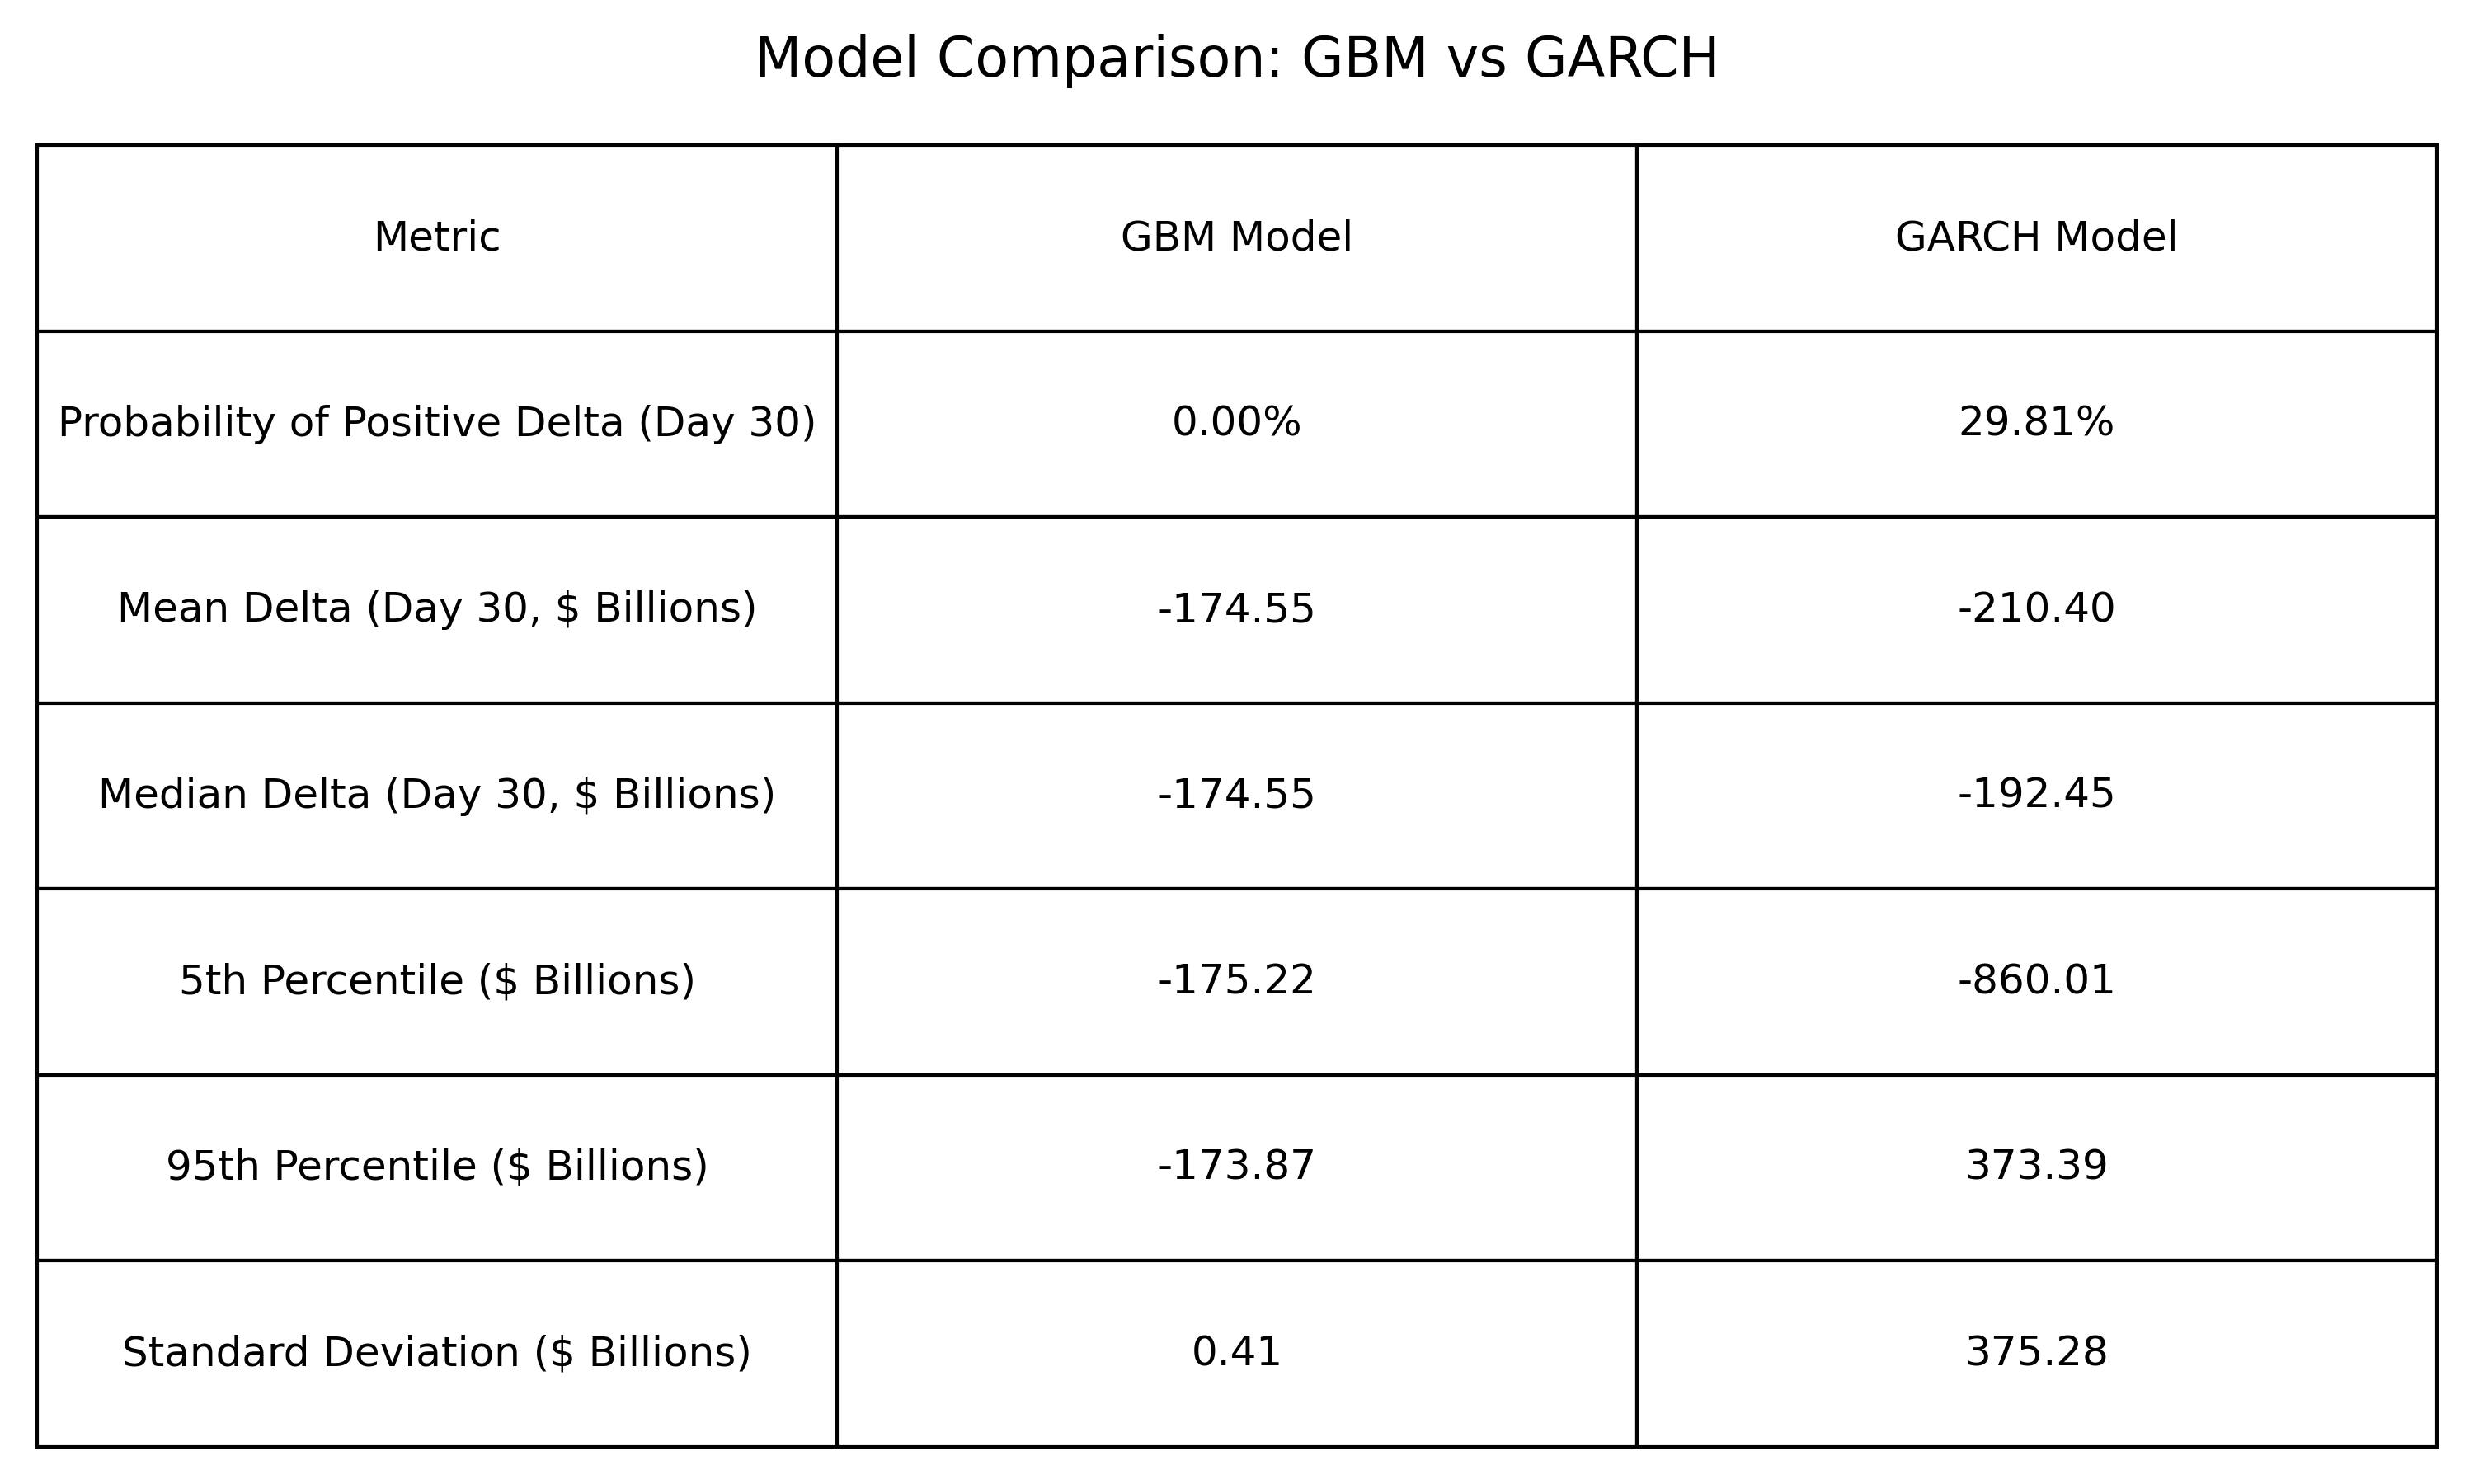 Model Comparison: GBM vs GARCH
Metric GBM Model GARCH Model
Probability of Positive Delta (Day 30) 0.00% 29.81%
Mean Delta (Day 30, $ Billions) -174.55 -210.40
Median Delta (Day 30, $ Billions) -174.55 -192.45
5th Percentile ($ Billions) -175.22 -860.01
95th Percentile ($ Billions) -173.87 373.39
Standard Deviation ($ Billions) 0.41 375.28